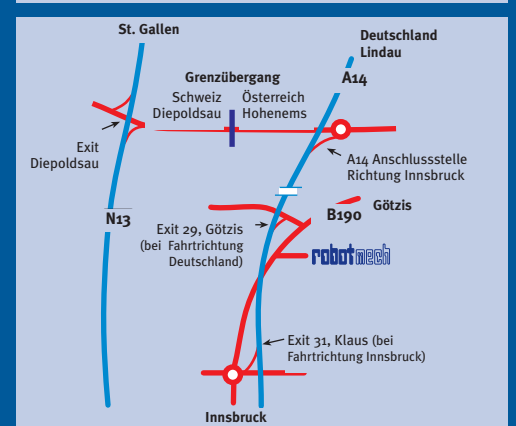 St. Gallen
Deutschland
Lindau
A14
Grenzübergang
Schweiz
Diepoldsau
Österreich
Hohenems
Exit
Diepoldsau
A14 Anschlussstelle
Richtung Innsbruck
N13
Exit 29, Götzis
(bei Fahrtrichtung
Deutschland)
B190
Götzis
robotmech
Exit 31, Klaus (bei
Fahrtrichtung Innsbruck)
Innsbruck